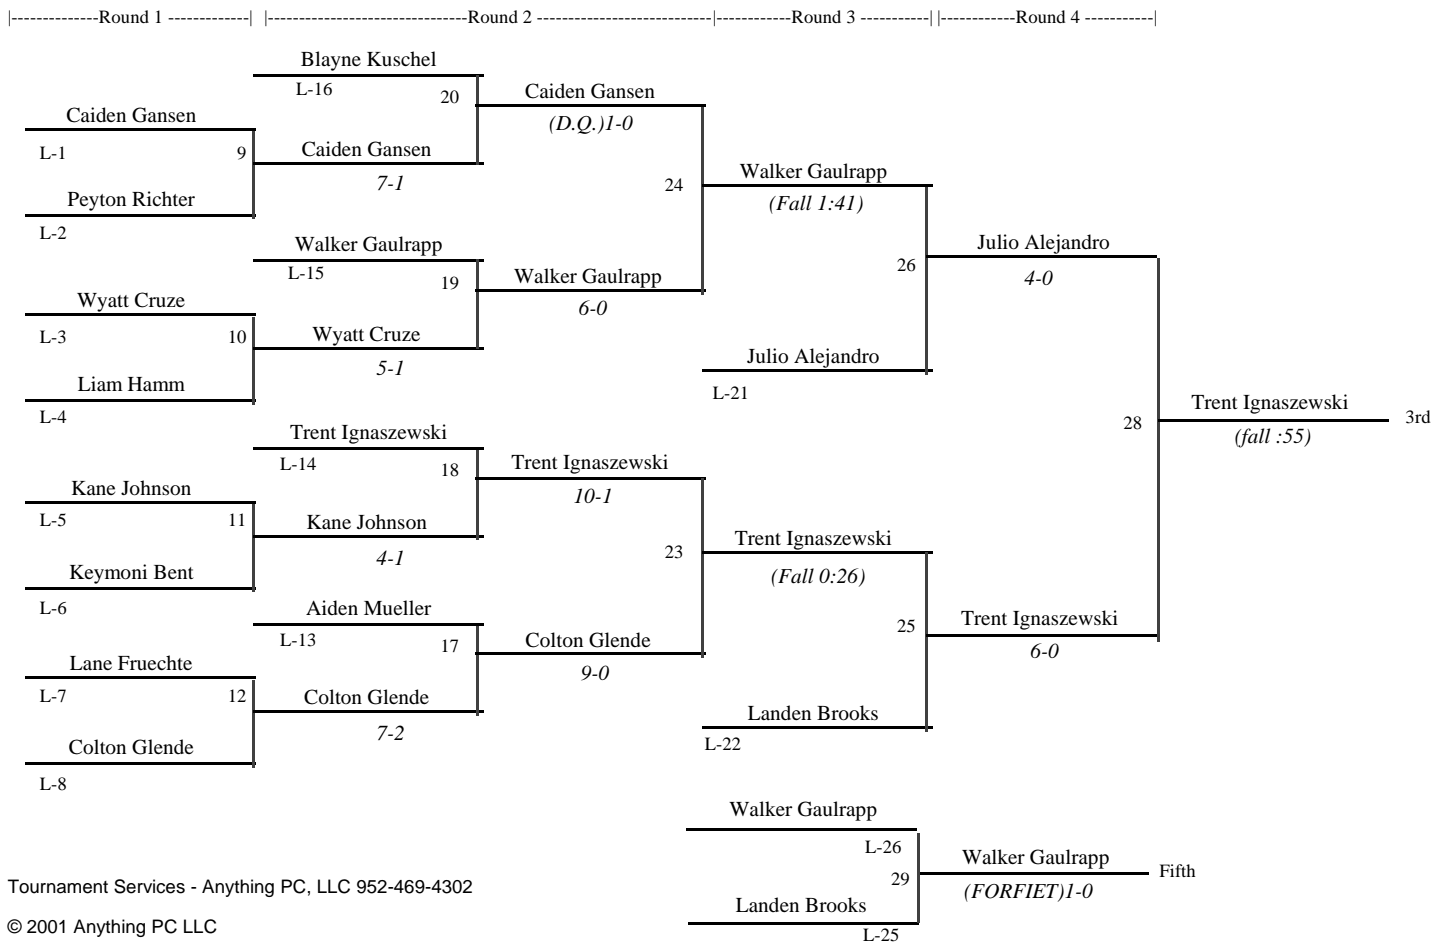 |-------------Round 1 -------------| |-----------------------------Round 2 -------------------------|-----------Round 3 -----------||-----------Round 4 ----------|
Blayne Kuschel
L-16
20
Caiden Gansen
(D.Q.)1-0
Caiden Gansen
L-1
9
Caiden Gansen
7-1
Peyton Richter
L-2
24
Walker Gaulrapp
(Fall 1:41)
Walker Gaulrapp
L-15
19
Walker Gaulrapp
6-0
Wyatt Cruze
L-3
10
Wyatt Cruze
5-1
Liam Hamm
L-4
26
Julio Alejandro
4-0
Julio Alejandro
L-21
28
Trent Ignaszewski
(fall :55)
3rd
Trent Ignaszewski
L-14
18
Trent Ignaszewski
10-1
Kane Johnson
L-5
11
Kane Johnson
4-1
Keymoni Bent
L-6
23
Trent Ignaszewski
(Fall 0:26)
Aiden Mueller
L-13
17
Colton Glende
9-0
Lane Fruechte
L-7
12
Colton Glende
7-2
Colton Glende
L-8
25
Trent Ignaszewski
6-0
Landen Brooks
L-22
Walker Gaulrapp
L-26
29
Walker Gaulrapp
(FORFIET)1-0
Fifth
Landen Brooks
L-25
Tournament Services - Anything PC, LLC 952-469-4302
© 2001 Anything PC LLC